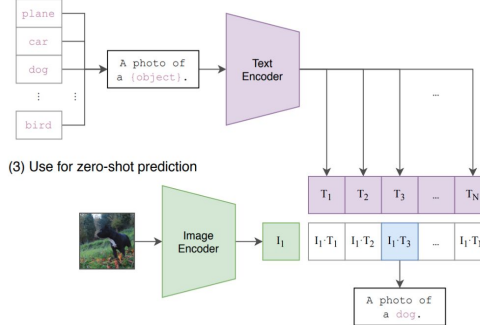 plane
car
dog
⋮
⋮
bird
A photo of
a {object}.
Text
Encoder
...
(3) Use for zero-shot prediction
T1 T2 T3 ... TN
Image
Encoder
I1
I1·T1 I1·T2 I1·T3 ...
A photo of
a dog.